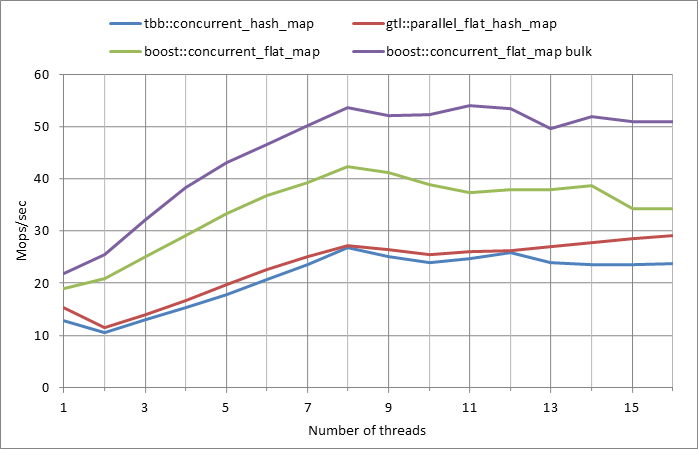 tbb::concurrent_hash_map gtl::parallel_flat_hash_map
boost::concurrent_flat_map boost::concurrent_flat_map bulk
60
50
40
30
20
10
0
Mops/sec
1 3 5 7 9 11 13 15
Number of threads